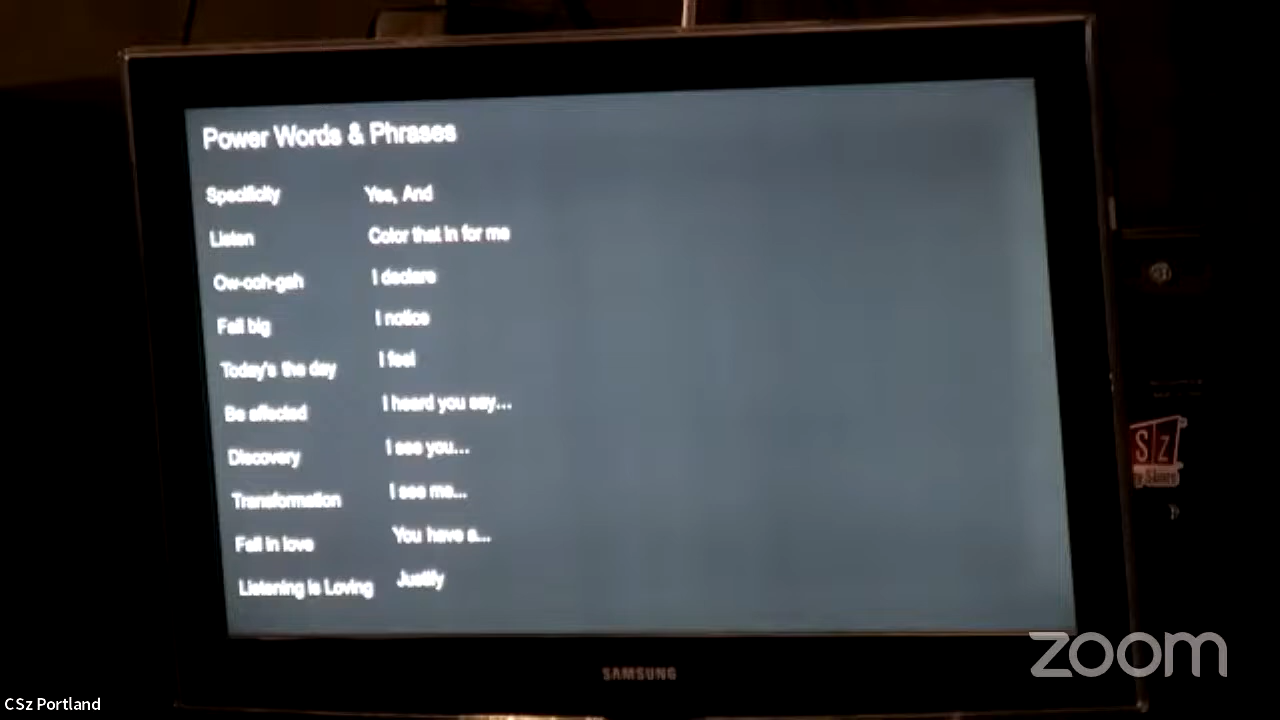 Power Words & Phrases
Specificity
Listen
Ow-ooh-gah
Fail big
Today's the day
Be affected
Discovery
Transformation
Fall in love
Listening is Loving
Yes, And
Color that in for me
I declare
I notice
I feel
I heard you say...
I see you...
I see me...
You have a...
Justify
SAMSUNG
Sz
zoom
CSz Portland